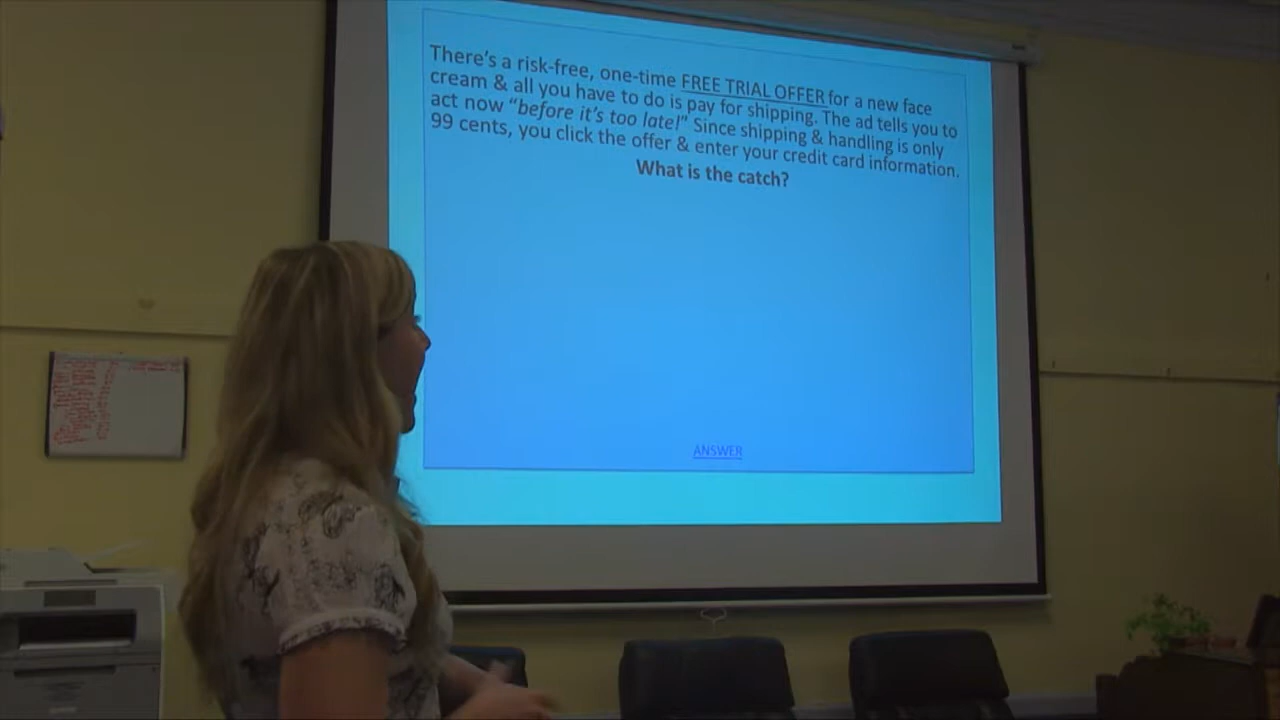 There's a risk-free, one-time FREE TRIAL OFFER for a new face
cream & all you have to do is pay for shipping. The ad tells you to
act now "before it's too late!" Since shipping & handling is only
99 cents, you click the offer & enter your credit card information.
What is the catch?
ANSWER